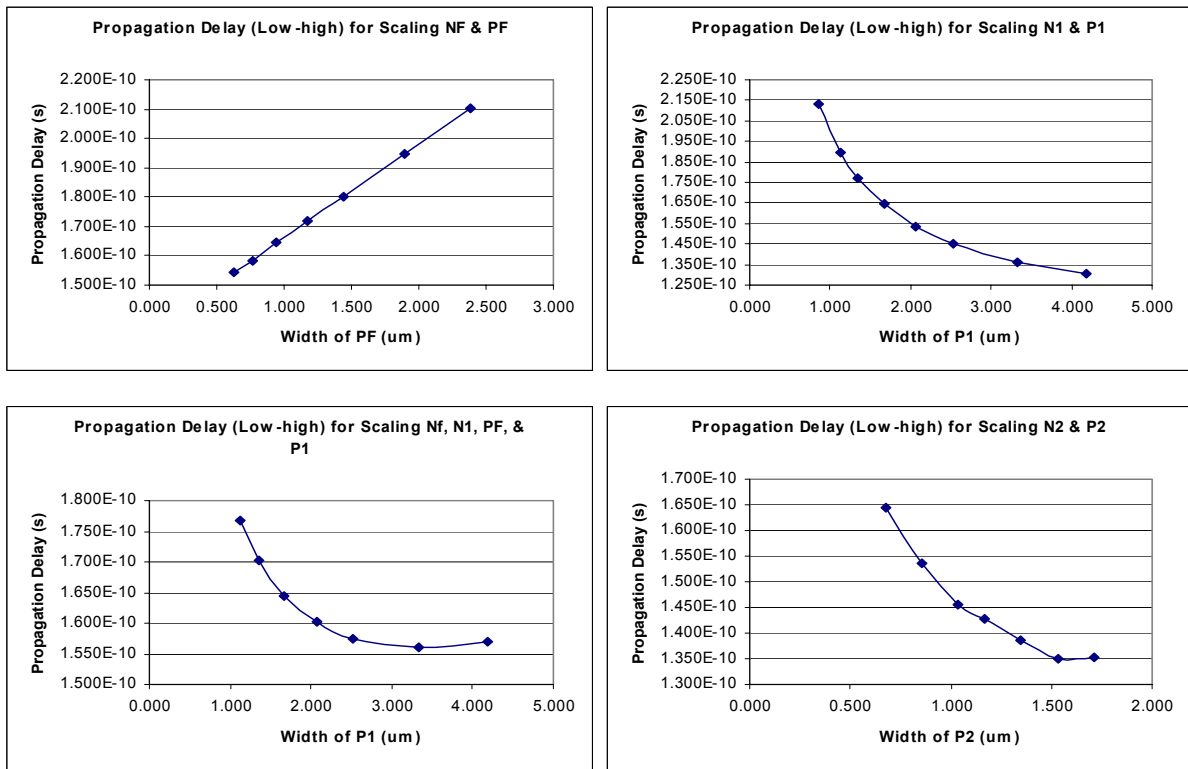 Propagation Delay (Low-high) for Scaling NF & PF
Propagation Delay (s)
2.200E-10
2.100E-10
2.000E-10
1.900E-10
1.800E-10
1.700E-10
1.600E-10
1.500E-10
0.000 0.500 1.000 1.500 2.000 2.500 3.000
Width of PF (um)
Propagation Delay (Low-high) for Scaling N1 & P1
Propagation Delay (s)
2.250E-10
2.150E-10
2.050E-10
1.950E-10
1.850E-10
1.750E-10
1.650E-10
1.550E-10
1.450E-10
1.350E-10
1.250E-10
0.000 1.000 2.000 3.000 4.000 5.000
Width of P1 (um)
Propagation Delay (Low-high) for Scaling Nf, N1, PF, &
P1
Propagation Delay (s)
1.800E-10
1.750E-10
1.700E-10
1.650E-10
1.600E-10
1.550E-10
1.500E-10
0.000 1.000 2.000 3.000 4.000 5.000
Width of P1 (um)
Propagation Delay (Low-high) for Scaling N2 & P2
Propagation Delay (s)
1.700E-10
1.650E-10
1.600E-10
1.550E-10
1.500E-10
1.450E-10
1.400E-10
1.350E-10
1.300E-10
0.000 0.500 1.000 1.500 2.000
Width of P2 (um)